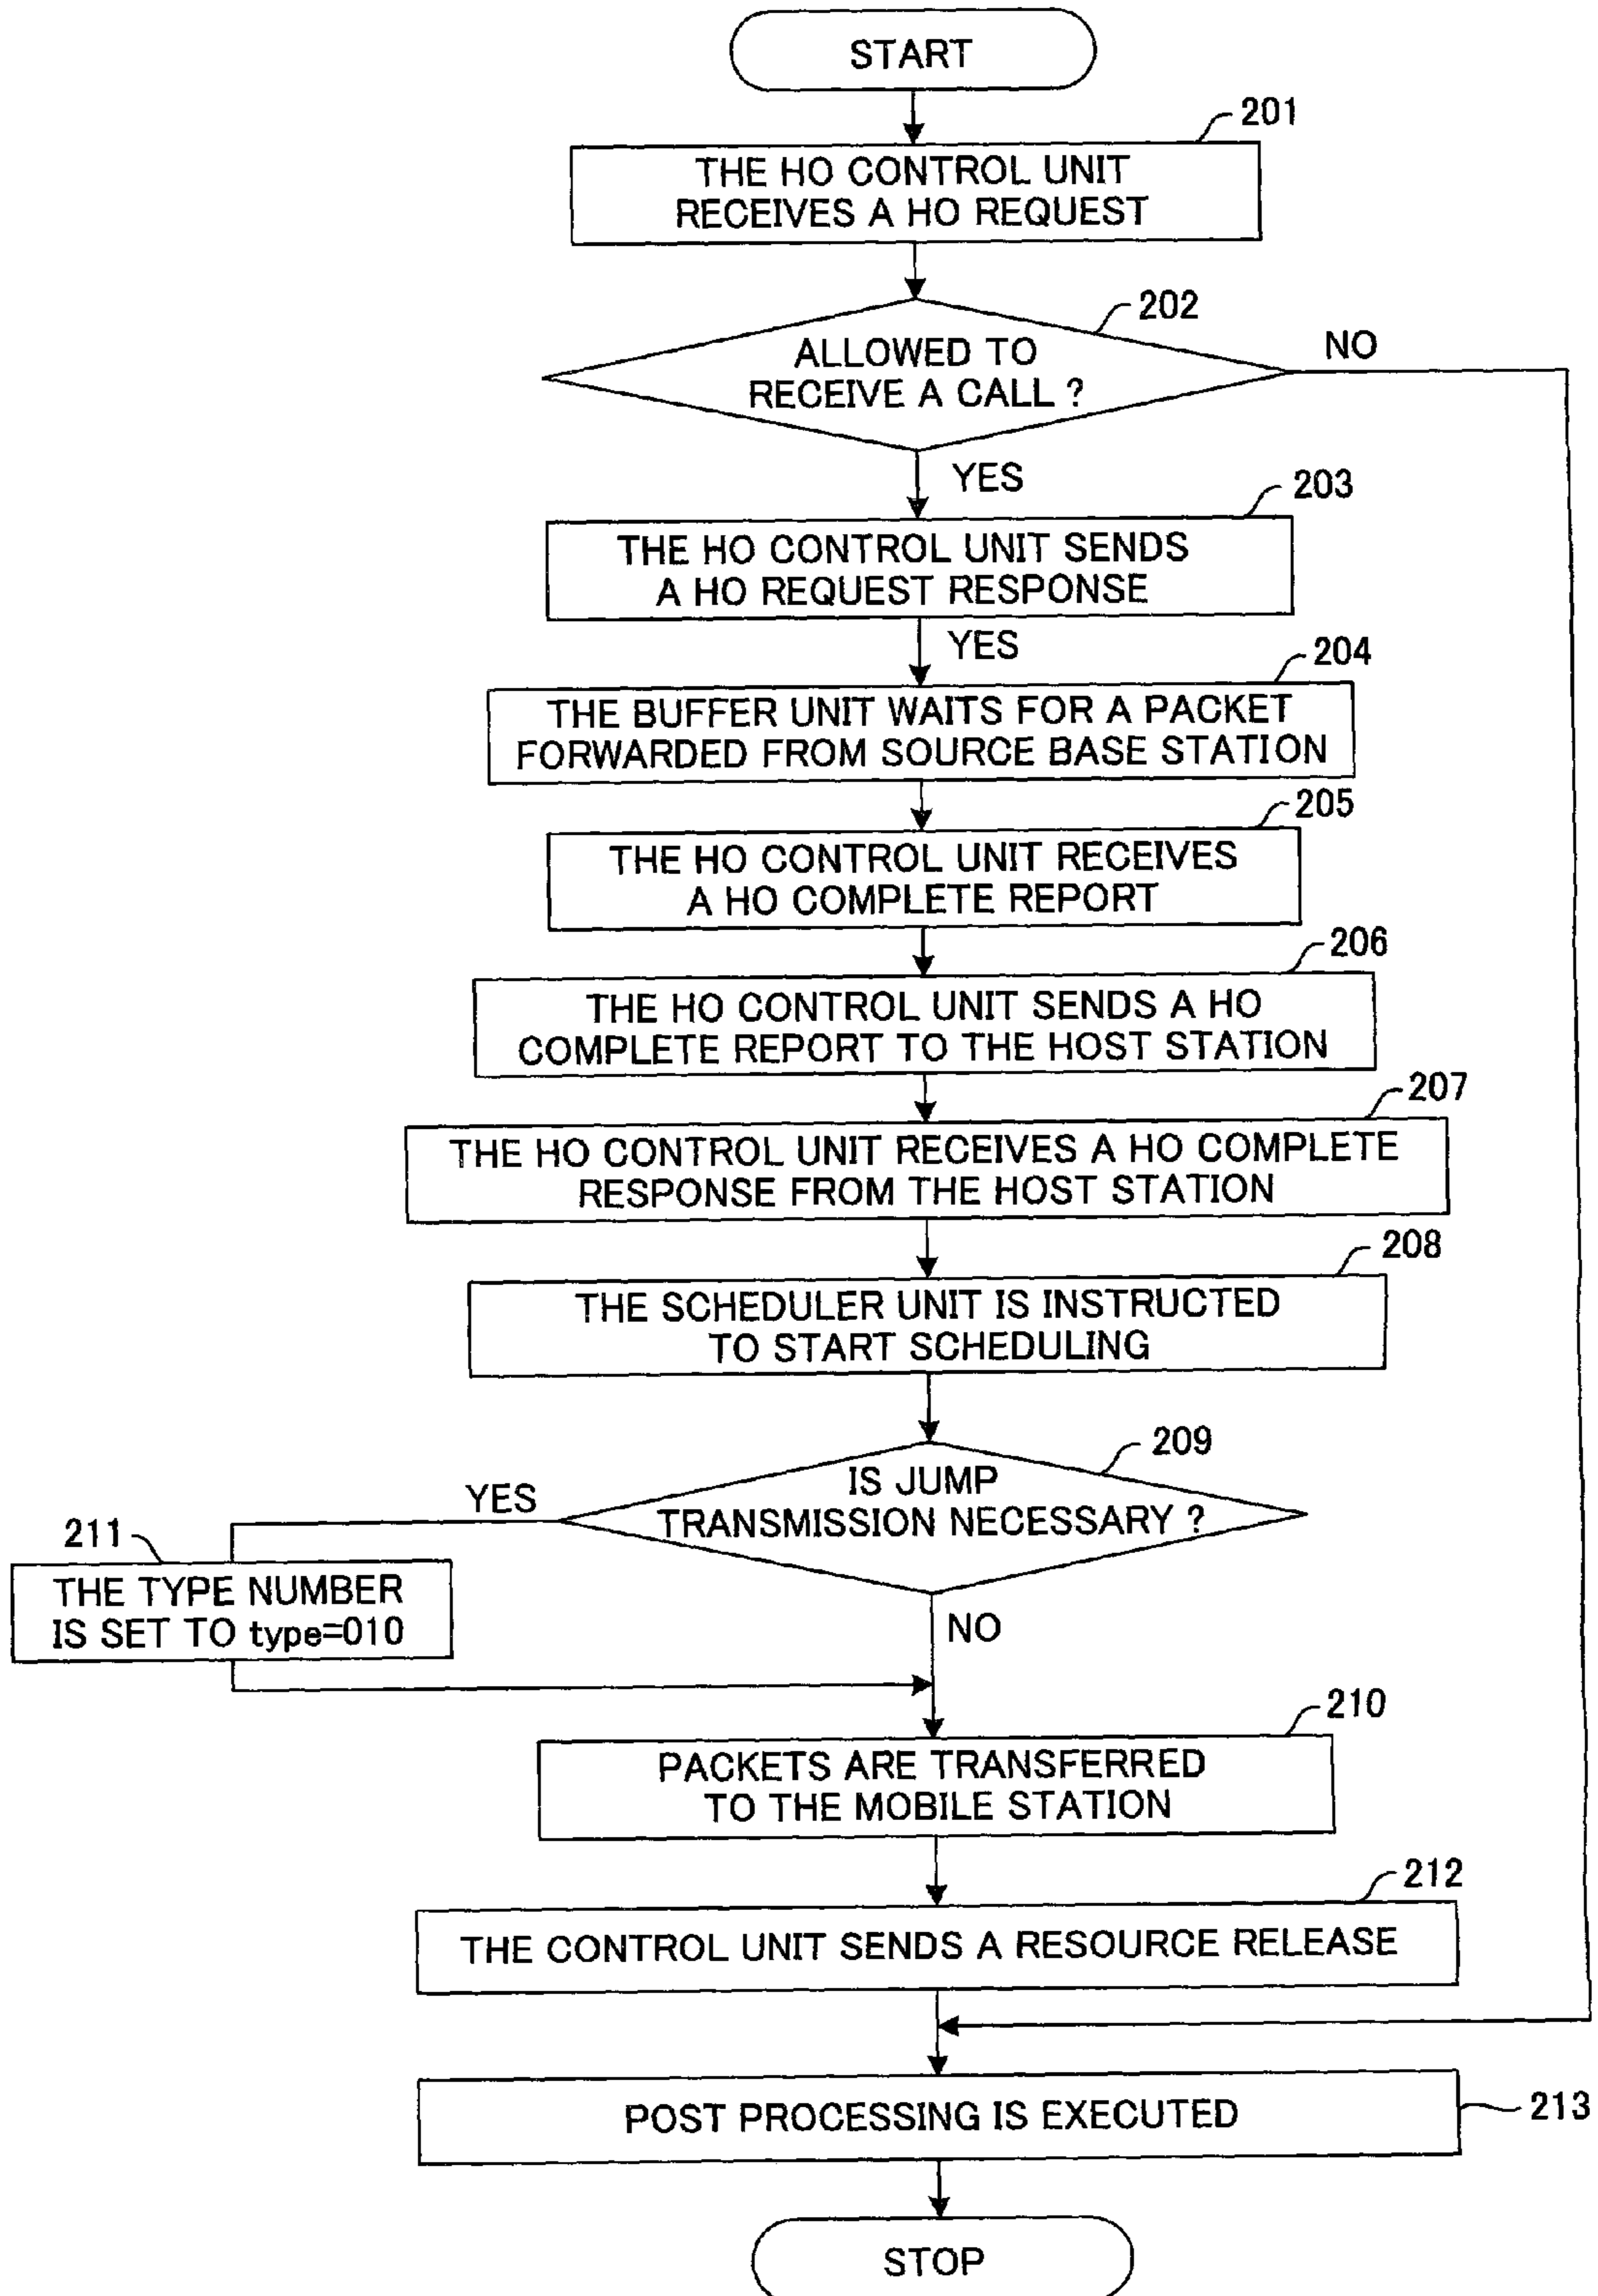 START
201
THE HO CONTROL UNIT
RECEIVES A HO REQUEST
202
ALLOWED TO
RECEIVE A CALL ?
NO
YES
203
THE HO CONTROL UNIT SENDS
A HO REQUEST RESPONSE
YES
204
THE BUFFER UNIT WAITS FOR A PACKET
FORWARDED FROM SOURCE BASE STATION
205
THE HO CONTROL UNIT RECEIVES
A HO COMPLETE REPORT
206
THE HO CONTROL UNIT SENDS A HO
COMPLETE REPORT TO THE HOST STATION
207
THE HO CONTROL UNIT RECEIVES A HO COMPLETE
RESPONSE FROM THE HOST STATION
208
THE SCHEDULER UNIT IS INSTRUCTED
TO START SCHEDULING
209
IS JUMP
TRANSMISSION NECESSARY ?
YES
211
THE TYPE NUMBER
IS SET TO type=010
NO
210
PACKETS ARE TRANSFERRED
TO THE MOBILE STATION
212
THE CONTROL UNIT SENDS A RESOURCE RELEASE
POST PROCESSING IS EXECUTED
213
STOP